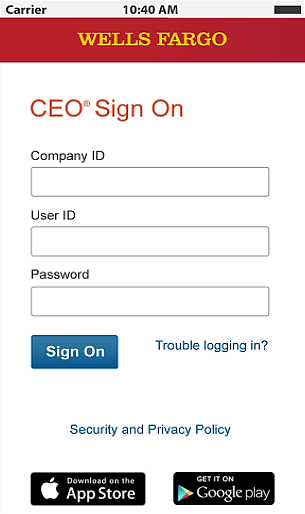 Carrier 10:40 AM
WELLS FARGO
CEO® Sign On
Company ID
User ID
Password
Sign On
Trouble logging in?
Security and Privacy Policy
Download on the
App Store
GET IT ON
Google play